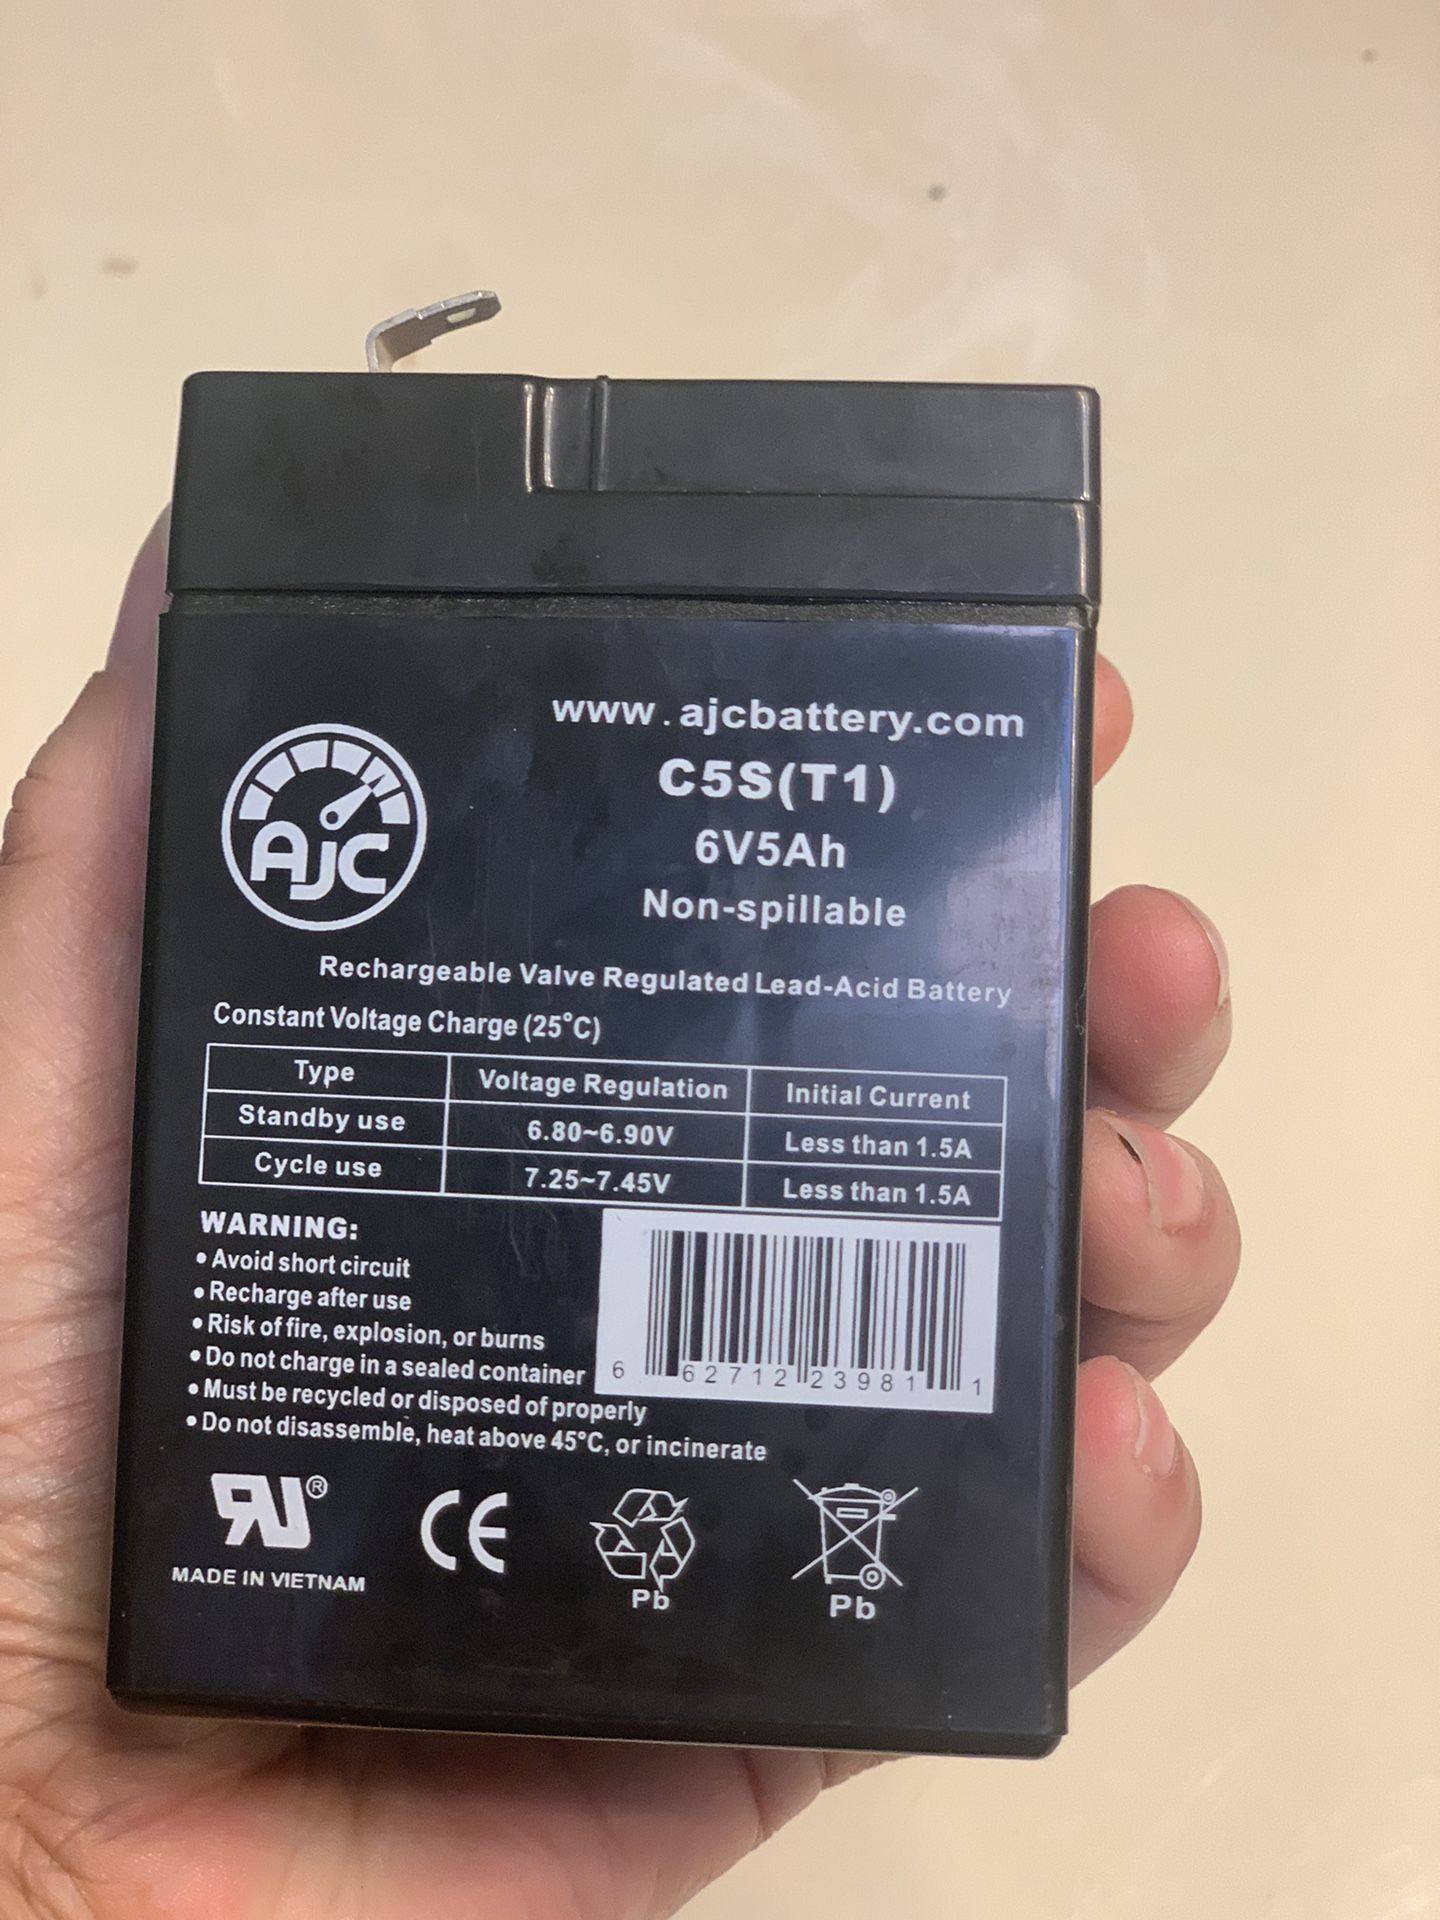 www.ajcbattery.com
C5S(T1)
6V5Ah
Non-spillable
AJC
Rechargeable Valve Regulated Lead-Acid Battery
Constant Voltage Charge (25°C)
Type Voltage Regulation Initial Current
Standby use 6.80~6.90V Less than 1.5A
Cycle use 7.25~7.45V Less than 1.5A
WARNING:
• Avoid short circuit
• Recharge after use
• Risk of fire, explosion, or burns
• Do not charge in a sealed container
• Must be recycled or disposed of properly
• Do not disassemble, heat above 45°C, or incinerate
6 62712 23981 1
RU®
CE
MADE IN VIETNAM
Pb
Pb